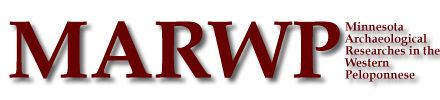 MARWP
Minnesota
Archaeological
Researches in the
Western
Peloponnese